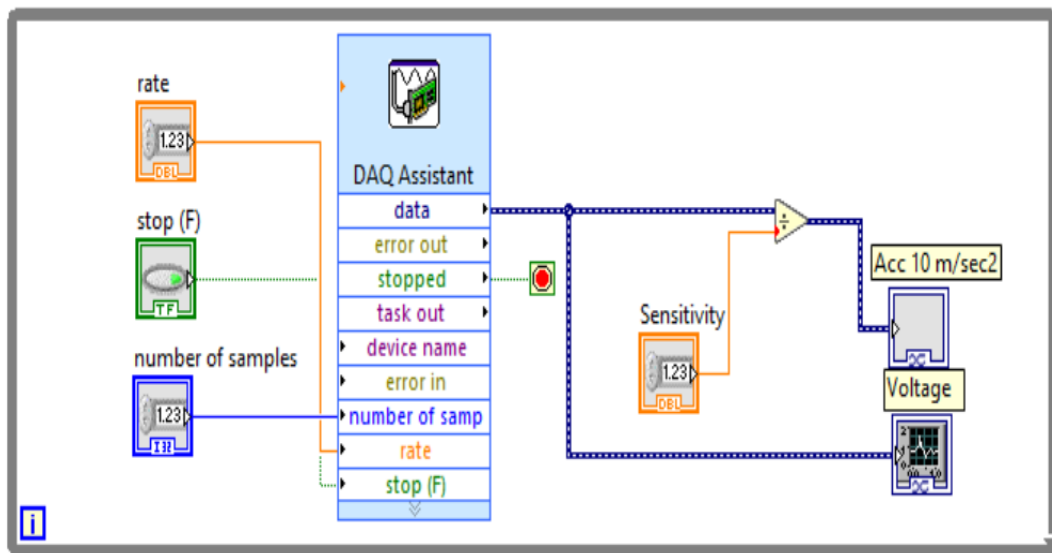 rate
1.23
DBL
stop (F)
TF
number of samples
1.23
I32
DAQ Assistant
data
error out
stopped
task out
device name
error in
number of samp
rate
stop (F)
Sensitivity
1.23
DBL
÷
Acc 10 m/sec2
Voltage
i